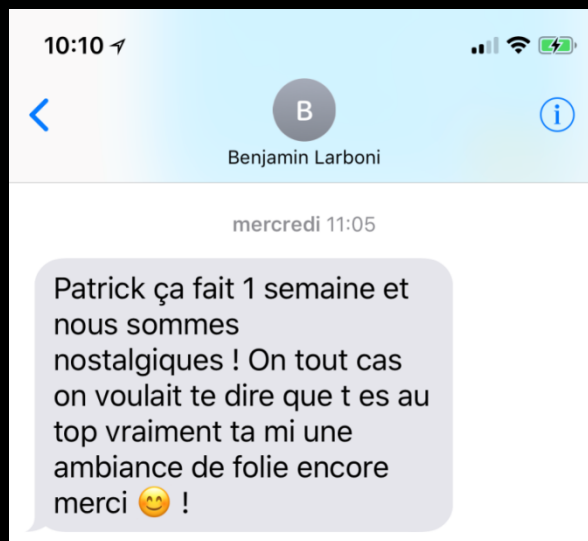 10:10
B
Benjamin Larboni
mercredi 11:05
Patrick ça fait 1 semaine et
nous sommes
nostalgiques ! On tout cas
on voulait te dire que t es au
top vraiment ta mi une
ambiance de folie encore
merci 😊 !